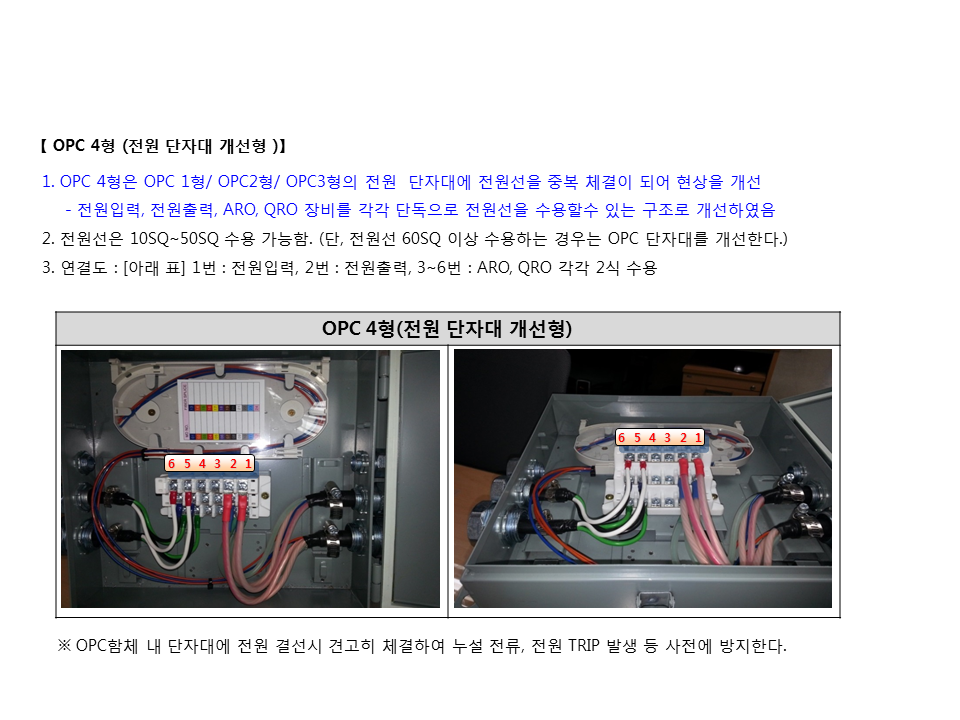 【 OPC 4형 (전원 단자대 개선형 )】
1. OPC 4형은 OPC 1형/ OPC2형/ OPC3형의 전원 단자대에 전원선을 중복 체결이 되어 현상을 개선
- 전원입력, 전원출력, ARO, QRO 장비를 각각 단독으로 전원선을 수용할수 있는 구조로 개선하였음
2. 전원선은 10SQ~50SQ 수용 가능함. (단, 전원선 60SQ 이상 수용하는 경우는 OPC 단자대를 개선한다.)
3. 연결도 : [아래 표] 1번 : 전원입력, 2번 : 전원출력, 3~6번 : ARO, QRO 각각 2식 수용
OPC 4형(전원 단자대 개선형)
6 5 4 3 2 1
6 5 4 3 2 1
※ OPC함체 내 단자대에 전원 결선시 견고히 체결하여 누설 전류, 전원 TRIP 발생 등 사전에 방지한다.